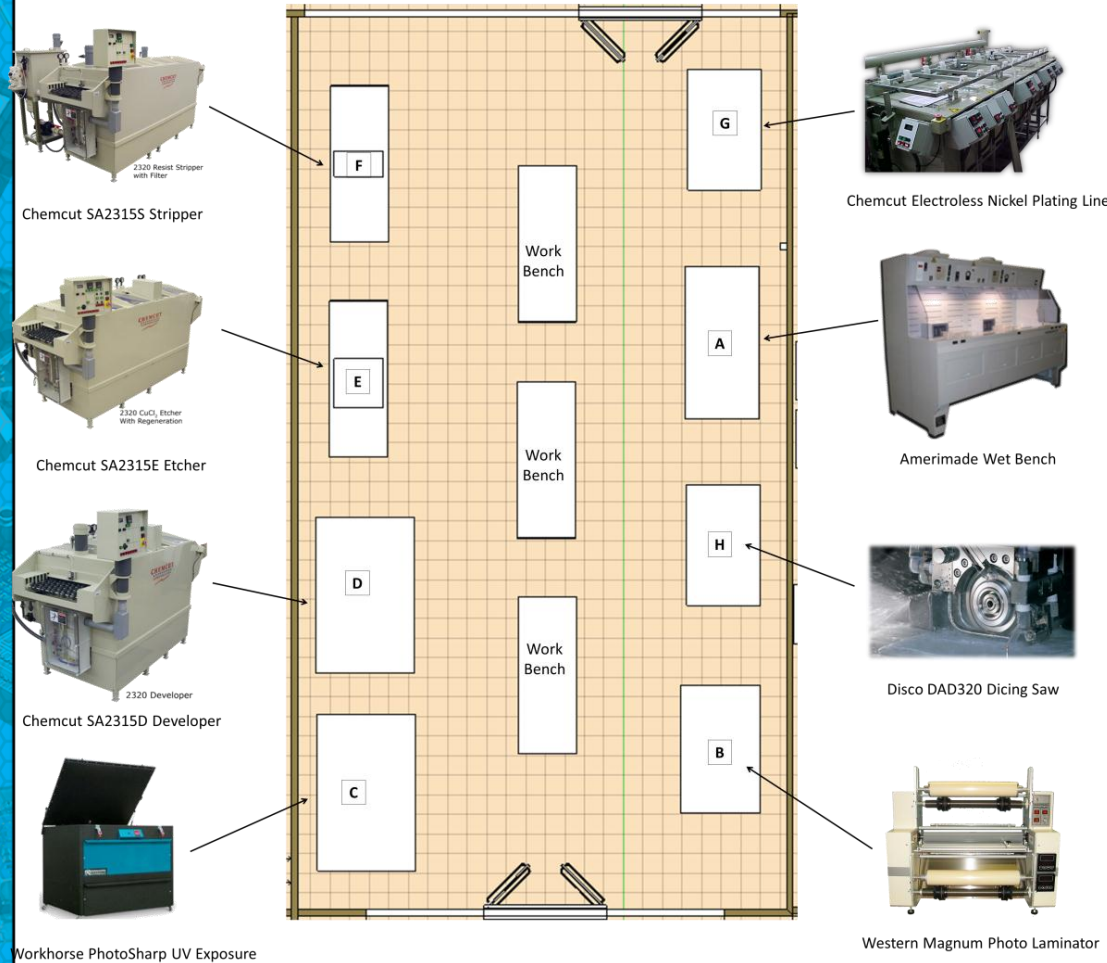 2320 Resist Stripper
with Filter
Chemcut SA2315S Stripper
CHEMCUT
2320 CuCl₂ Etcher
With Regeneration
Chemcut SA2315E Etcher
CHEMCUT
2320 Developer
Chemcut SA2315D Developer
Workhorse PhotoSharp UV Exposure
F
E
D
C
Work
Bench
Work
Bench
Work
Bench
G
A
H
B
Chemcut Electroless Nickel Plating Line
Amerimade Wet Bench
Disco DAD320 Dicing Saw
Western Magnum Photo Laminator